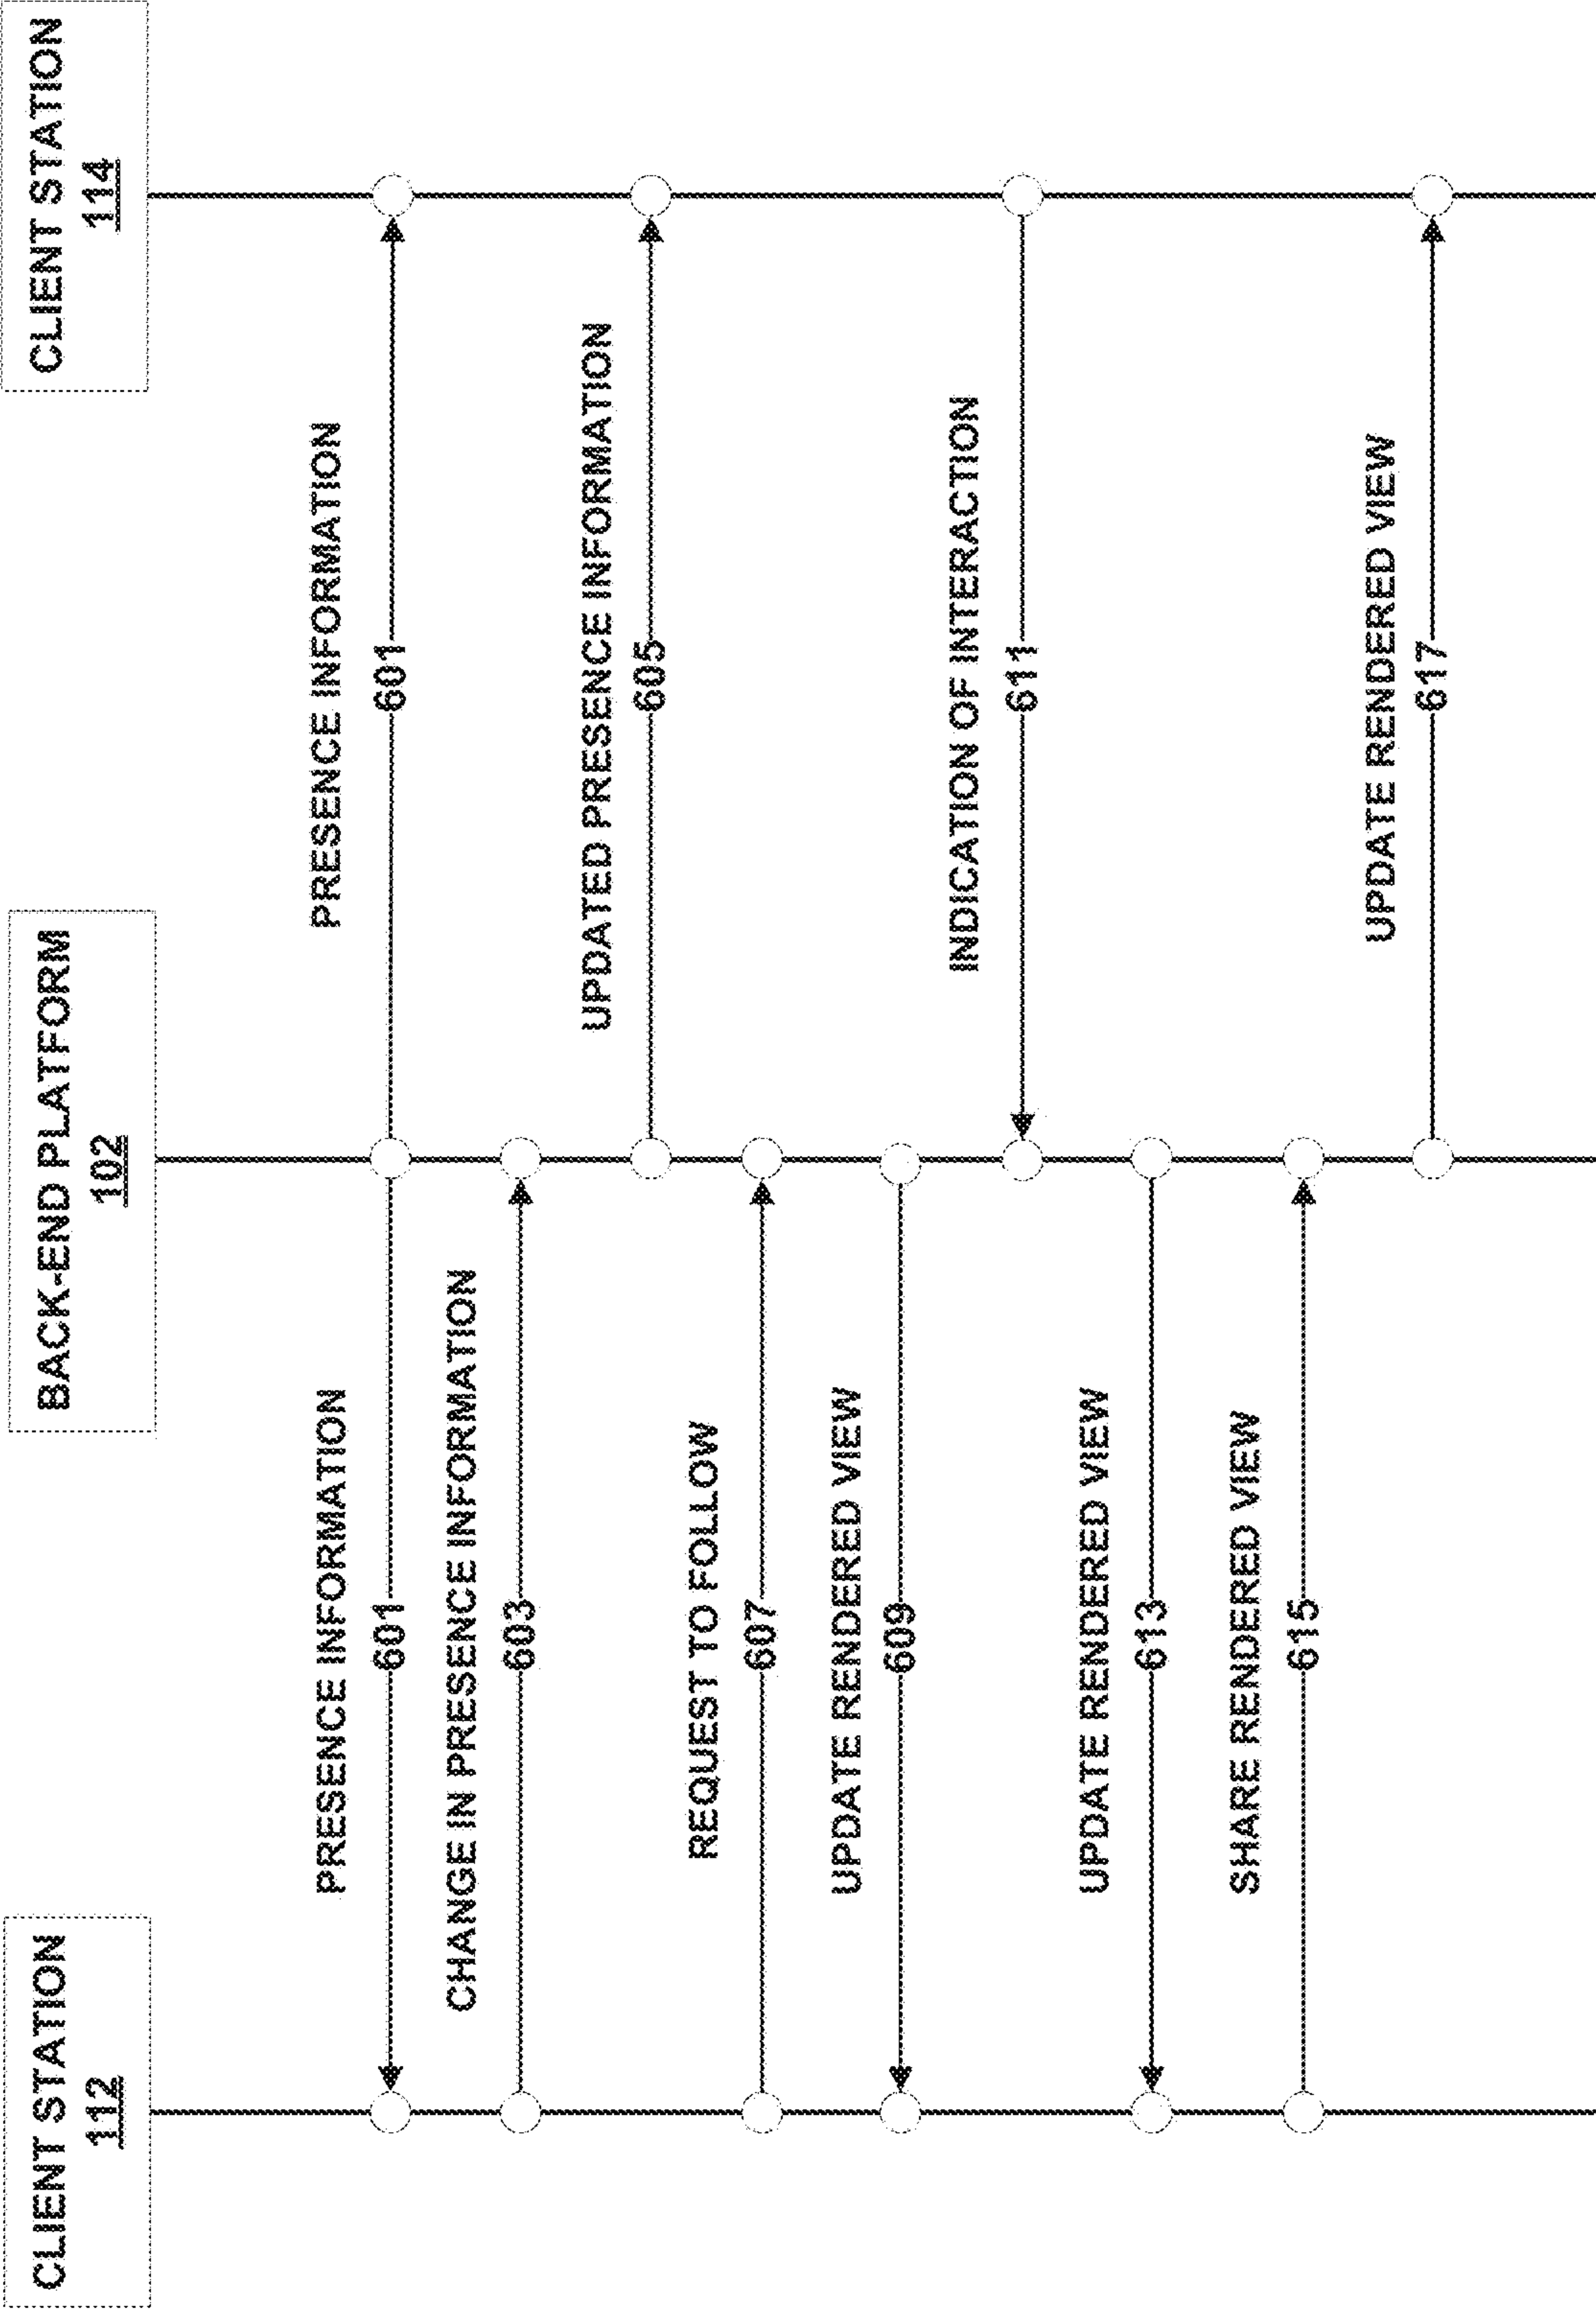 CLIENT STATION
112
BACK-END PLATFORM
102
CLIENT STATION
114
PRESENCE INFORMATION
601
PRESENCE INFORMATION
601
CHANGE IN PRESENCE INFORMATION
603
UPDATED PRESENCE INFORMATION
605
REQUEST TO FOLLOW
607
UPDATE RENDERED VIEW
609
INDICATION OF INTERACTION
611
UPDATE RENDERED VIEW
613
SHARE RENDERED VIEW
615
UPDATE RENDERED VIEW
617